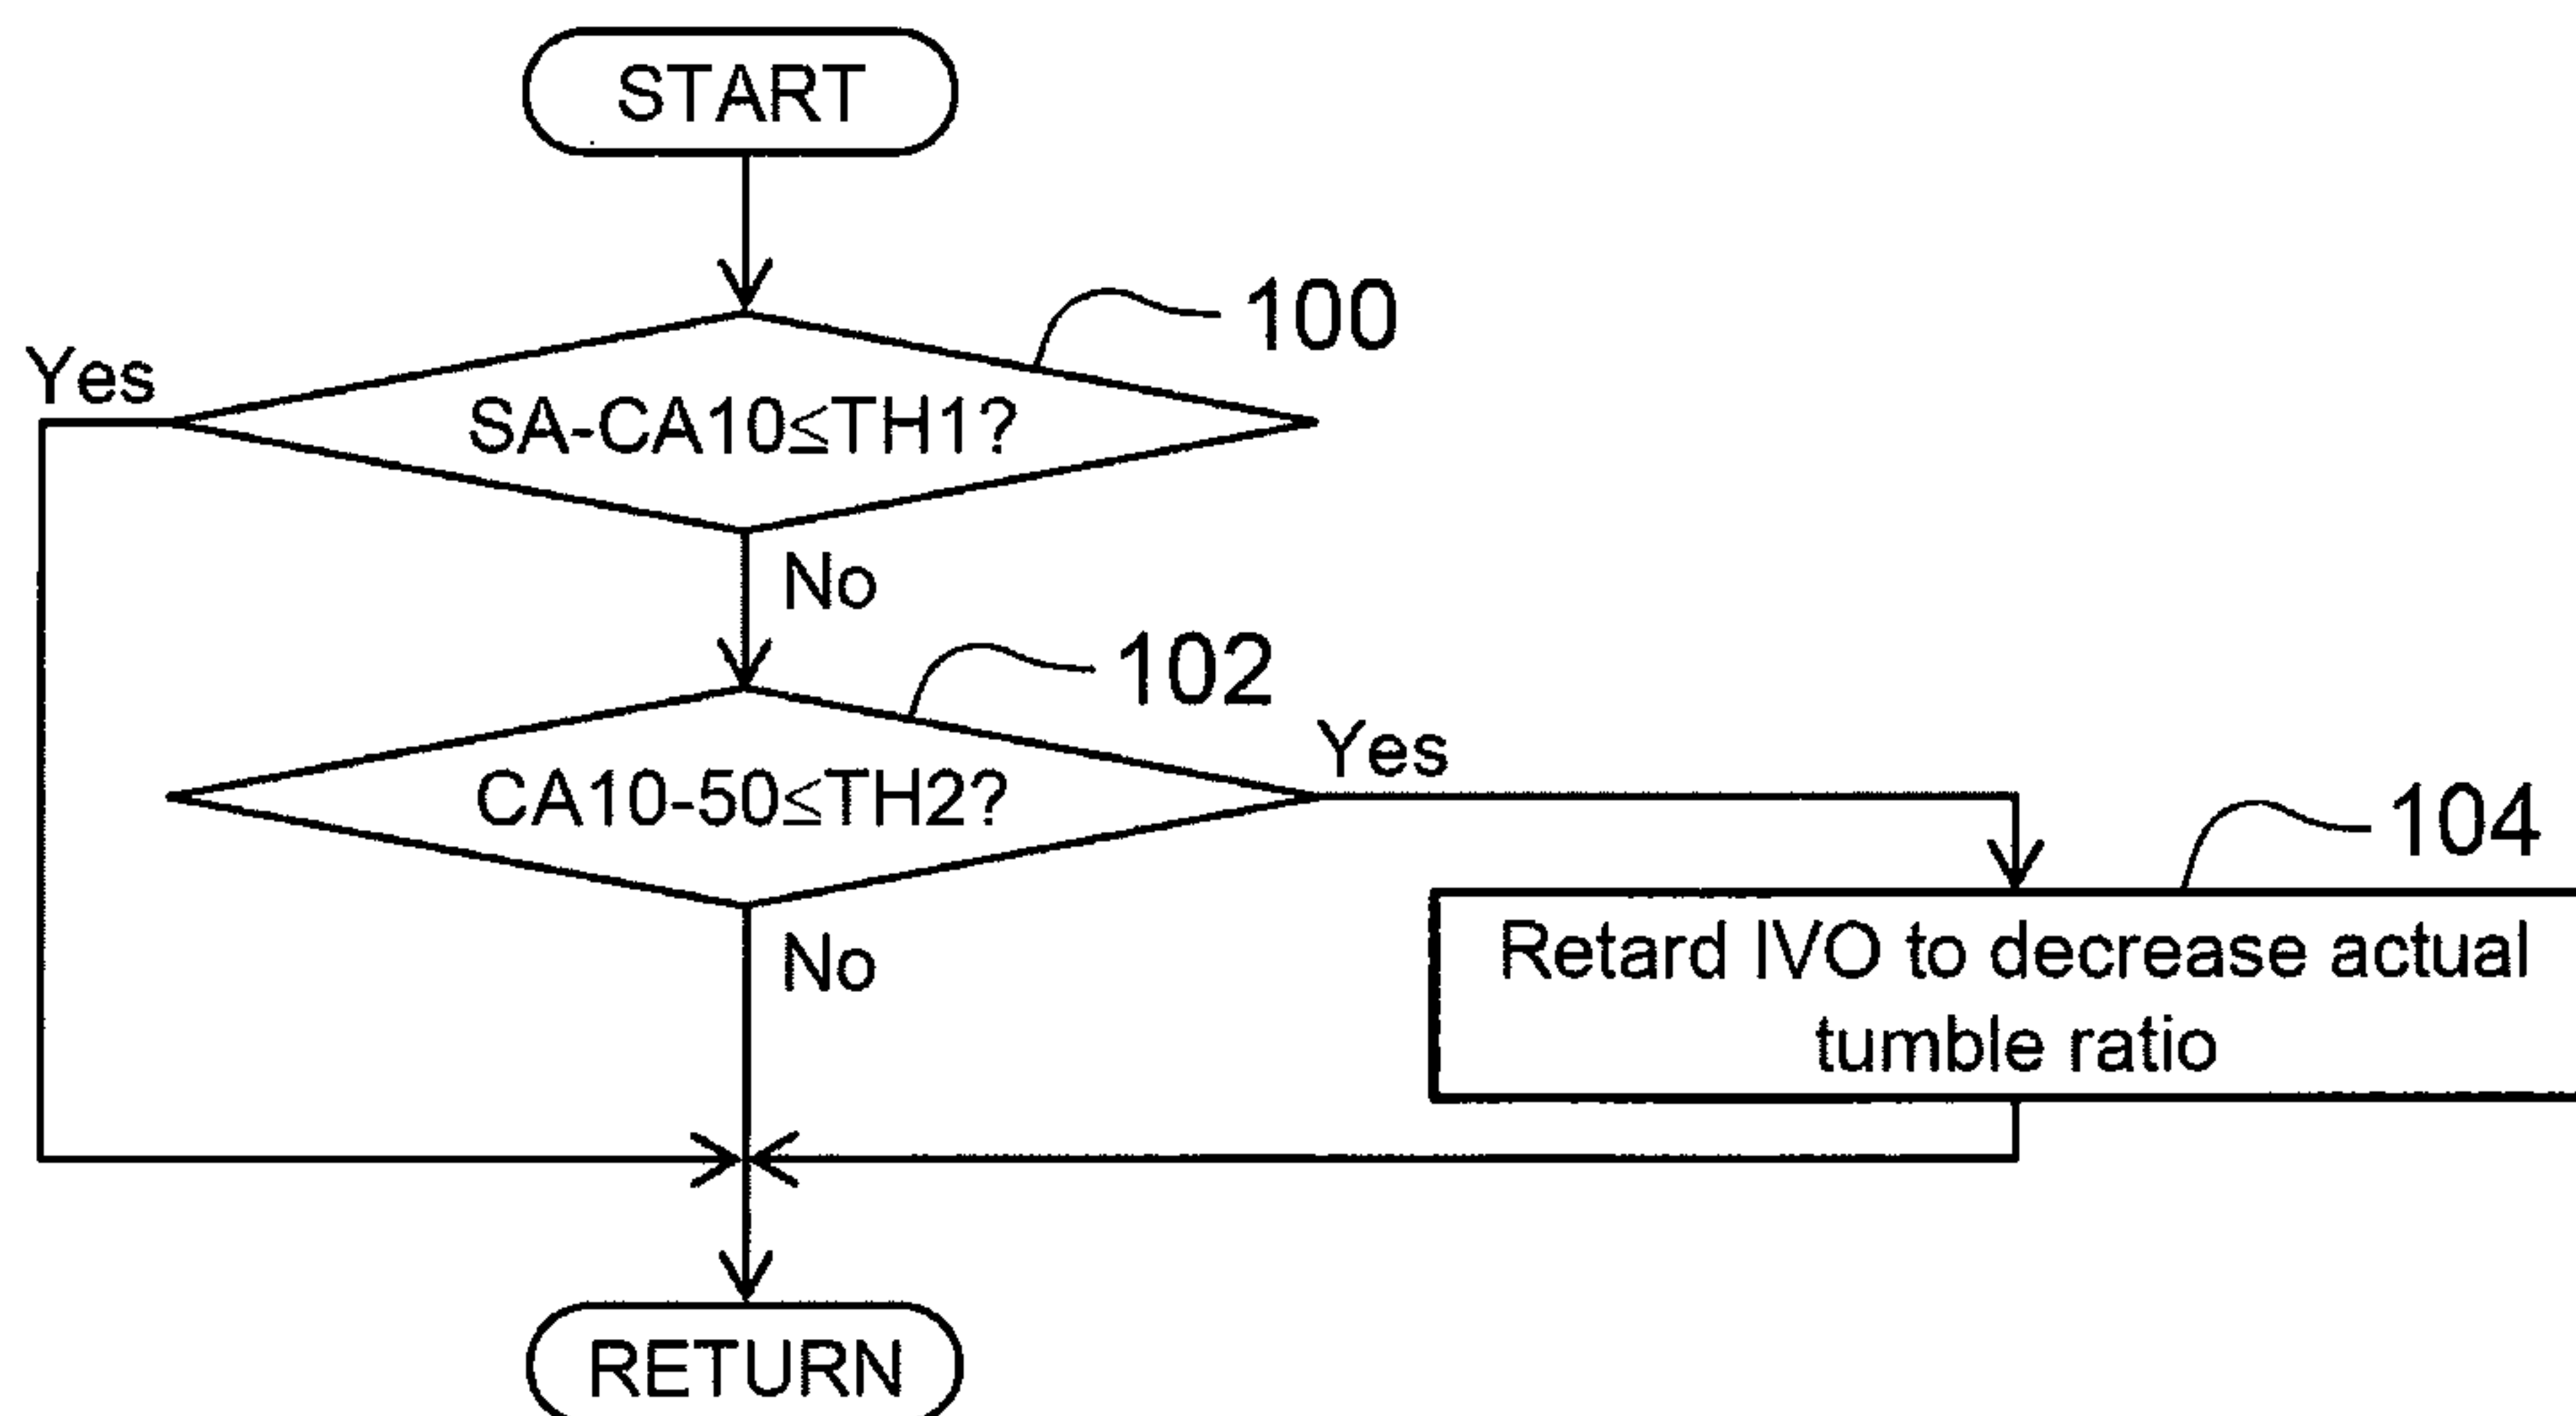 START
100
Yes
SA-CA10≤TH1?
No
102
Yes
CA10-50≤TH2?
104
No
Retard IVO to decrease actual
tumble ratio
RETURN